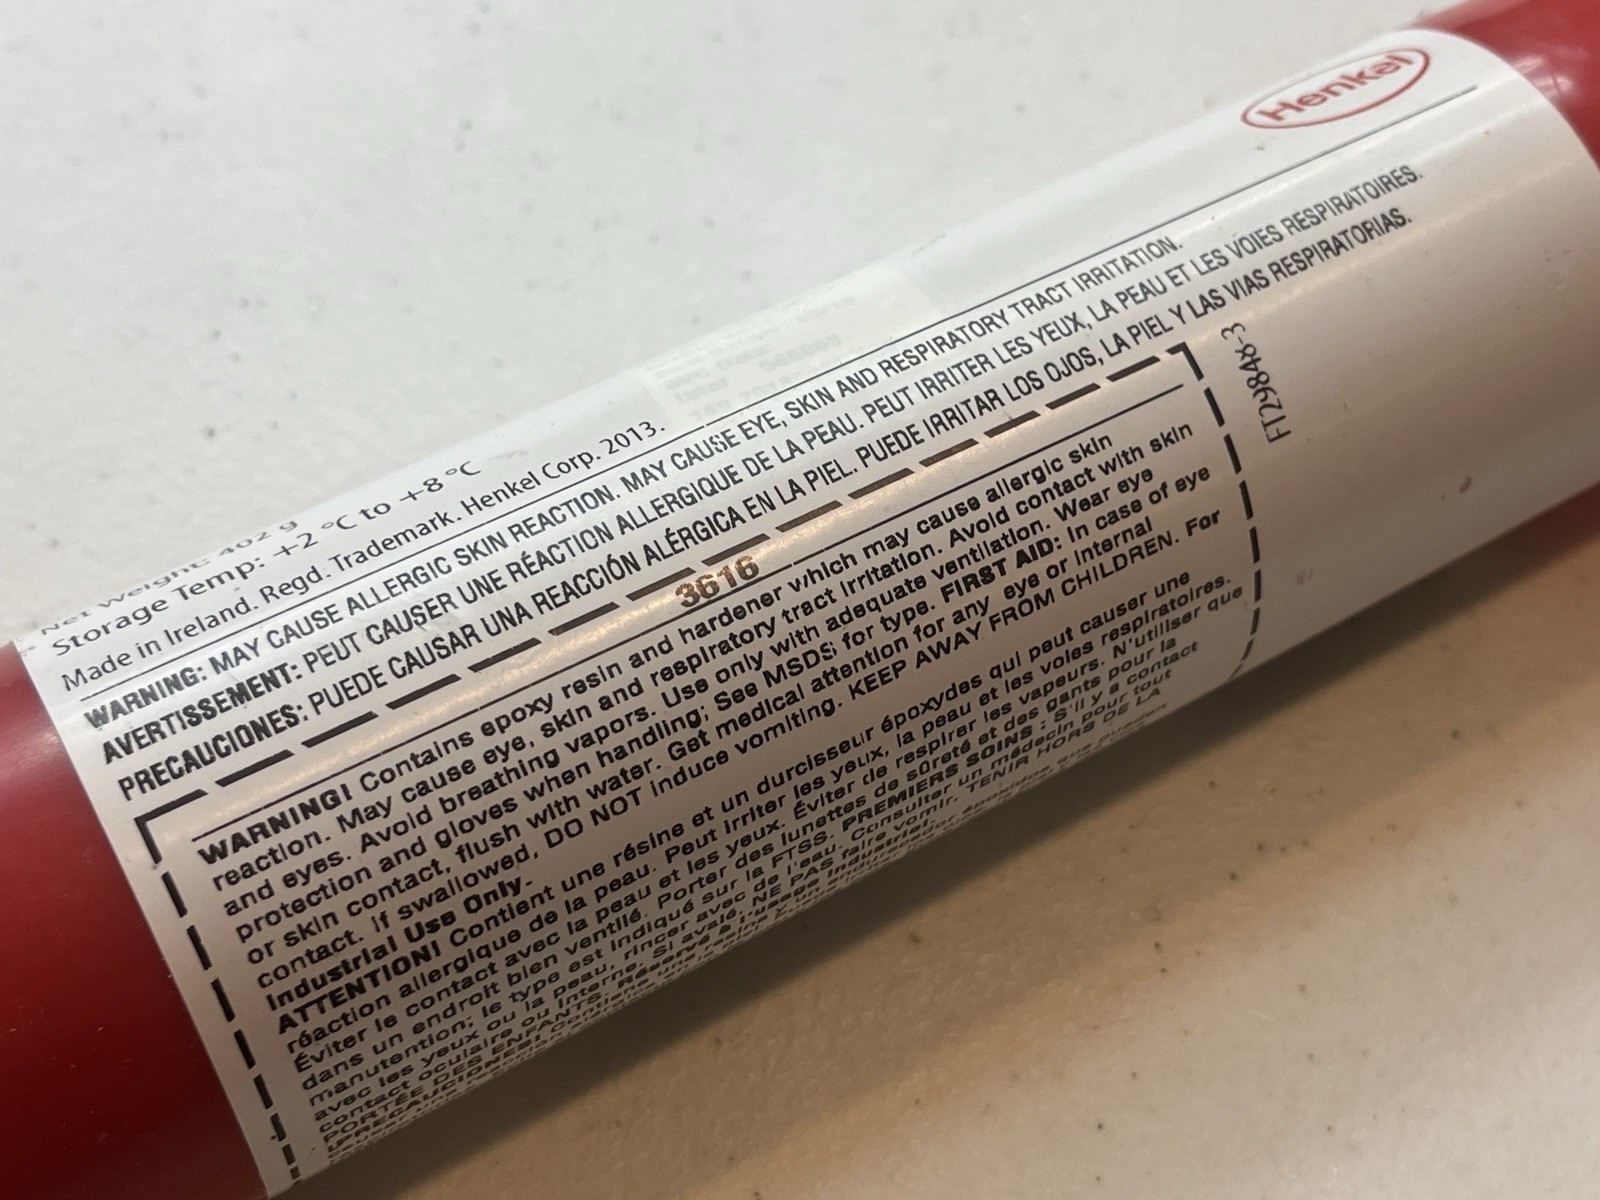 Henkel
Net Weight: 402 g
Storage Temp: +2 °C to +8 °C
Made in Ireland. Regd. Trademark. Henkel Corp. 2013.
WARNING: MAY CAUSE ALLERGIC SKIN REACTION. MAY CAUSE EYE, SKIN AND RESPIRATORY TRACT IRRITATION.
AVERTISSEMENT: PEUT CAUSER UNE RÉACTION ALLERGIQUE DE LA PEAU. PEUT IRRITER LES YEUX, LA PEAU ET LES VOIES RESPIRATOIRES.
PRECAUCIONES: PUEDE CAUSAR UNA REACCIÓN ALÉRGICA EN LA PIEL. PUEDE IRRITAR LOS OJOS, LA PIEL Y LAS VIAS RESPIRATORIAS.
3616
FT29848-3
WARNING! Contains epoxy resin and hardener which may cause allergic skin
reaction. May cause eye, skin and respiratory tract irritation. Avoid contact with skin
and eyes. Avoid breathing vapors. Use only with adequate ventilation. Wear eye
protection and gloves when handling; See MSDS for type. FIRST AID: In case of eye
or skin contact, flush with water. Get medical attention for any eye or internal
contact. If swallowed, DO NOT induce vomiting. KEEP AWAY FROM CHILDREN. For
Industrial Use Only.
ATTENTION! Contient une résine et un durcisseur époxydes qui peut causer une
réaction allergique de la peau. Peut irriter les yeux, la peau et les voies respiratoires.
Éviter le contact avec la peau et les yeux. Éviter de respirer les vapeurs. N'utiliser que
dans un endroit bien ventilé. Porter des lunettes de sûreté et des gants pour la
manutention; le type est indiqué sur la FTSS. PREMIERS SOINS : S'il y a contact
avec les yeux ou la peau, rincer avec de l'eau. Consulter un médecin pour tout
contact oculaire ou interne. Si avalé, NE PAS faire vomir. TENIR HORS DE LA
PORTÉE DES ENFANTS. Réservé à l'usage industriel.
¡PRECAUCIONES! Contiene resina y un endurecedor epóxidos que pueden